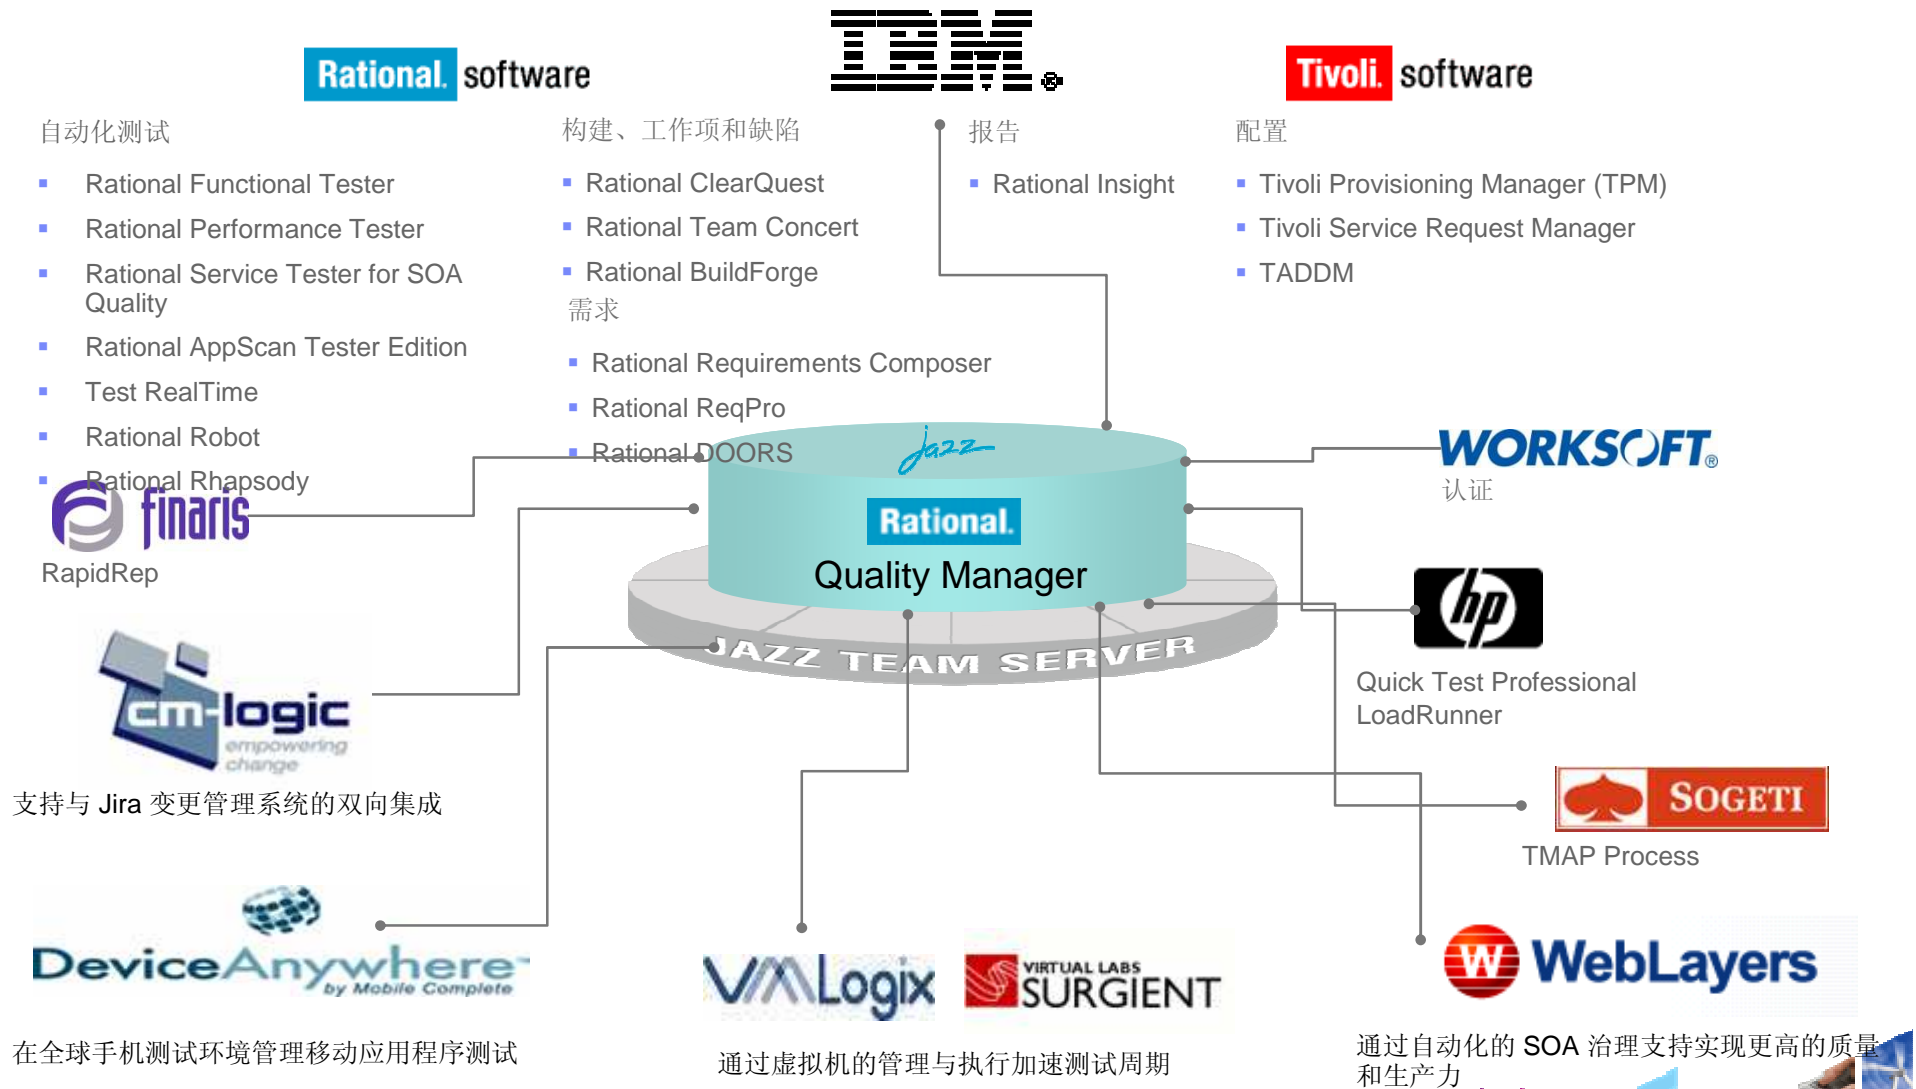 IBM®
Rational. software
Tivoli. software
自动化测试
Rational Functional Tester
Rational Performance Tester
Rational Service Tester for SOA
Quality
Rational AppScan Tester Edition
Test RealTime
Rational Robot
Rational Rhapsody
构建、工作项和缺陷
Rational ClearQuest
Rational Team Concert
Rational BuildForge
需求
Rational Requirements Composer
Rational ReqPro
Rational DOORS
报告
Rational Insight
配置
Tivoli Provisioning Manager (TPM)
Tivoli Service Request Manager
TADDM
jazz
Rational.
Quality Manager
JAZZ TEAM SERVER
finaris
RapidRep
cm-logic
empowering
change
支持与 Jira 变更管理系统的双向集成
DeviceAnywhere
by Mobile Complete
在全球手机测试环境管理移动应用程序测试
VMLogix
VIRTUAL LABS
SURGIENT
通过虚拟机的管理与执行加速测试周期
WORKSOFT®
认证
hp
Quick Test Professional
LoadRunner
SOGETI
TMAP Process
W WebLayers
通过自动化的 SOA 治理支持实现更高的质量
和生产力